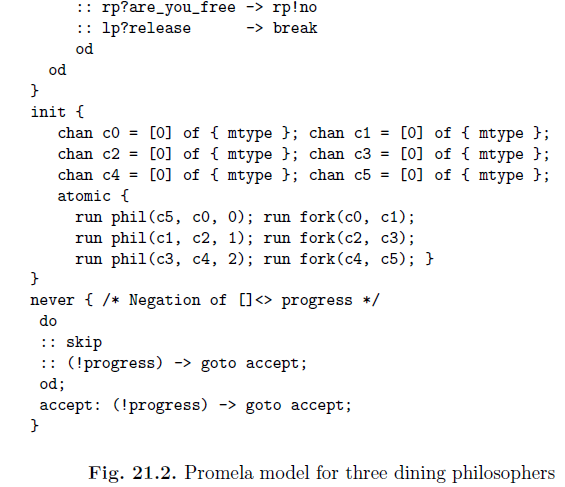 :: rp?are_you_free -> rp!no
:: lp?release      -> break
od
od
}
init {
chan c0 = [0] of { mtype }; chan c1 = [0] of { mtype };
chan c2 = [0] of { mtype }; chan c3 = [0] of { mtype };
chan c4 = [0] of { mtype }; chan c5 = [0] of { mtype };
atomic {
run phil(c5, c0, 0); run fork(c0, c1);
run phil(c1, c2, 1); run fork(c2, c3);
run phil(c3, c4, 2); run fork(c4, c5); }
}
never { /* Negation of []<> progress */
do
:: skip
:: (!progress) -> goto accept;
od;
accept: (!progress) -> goto accept;
}
Fig. 21.2. Promela model for three dining philosophers